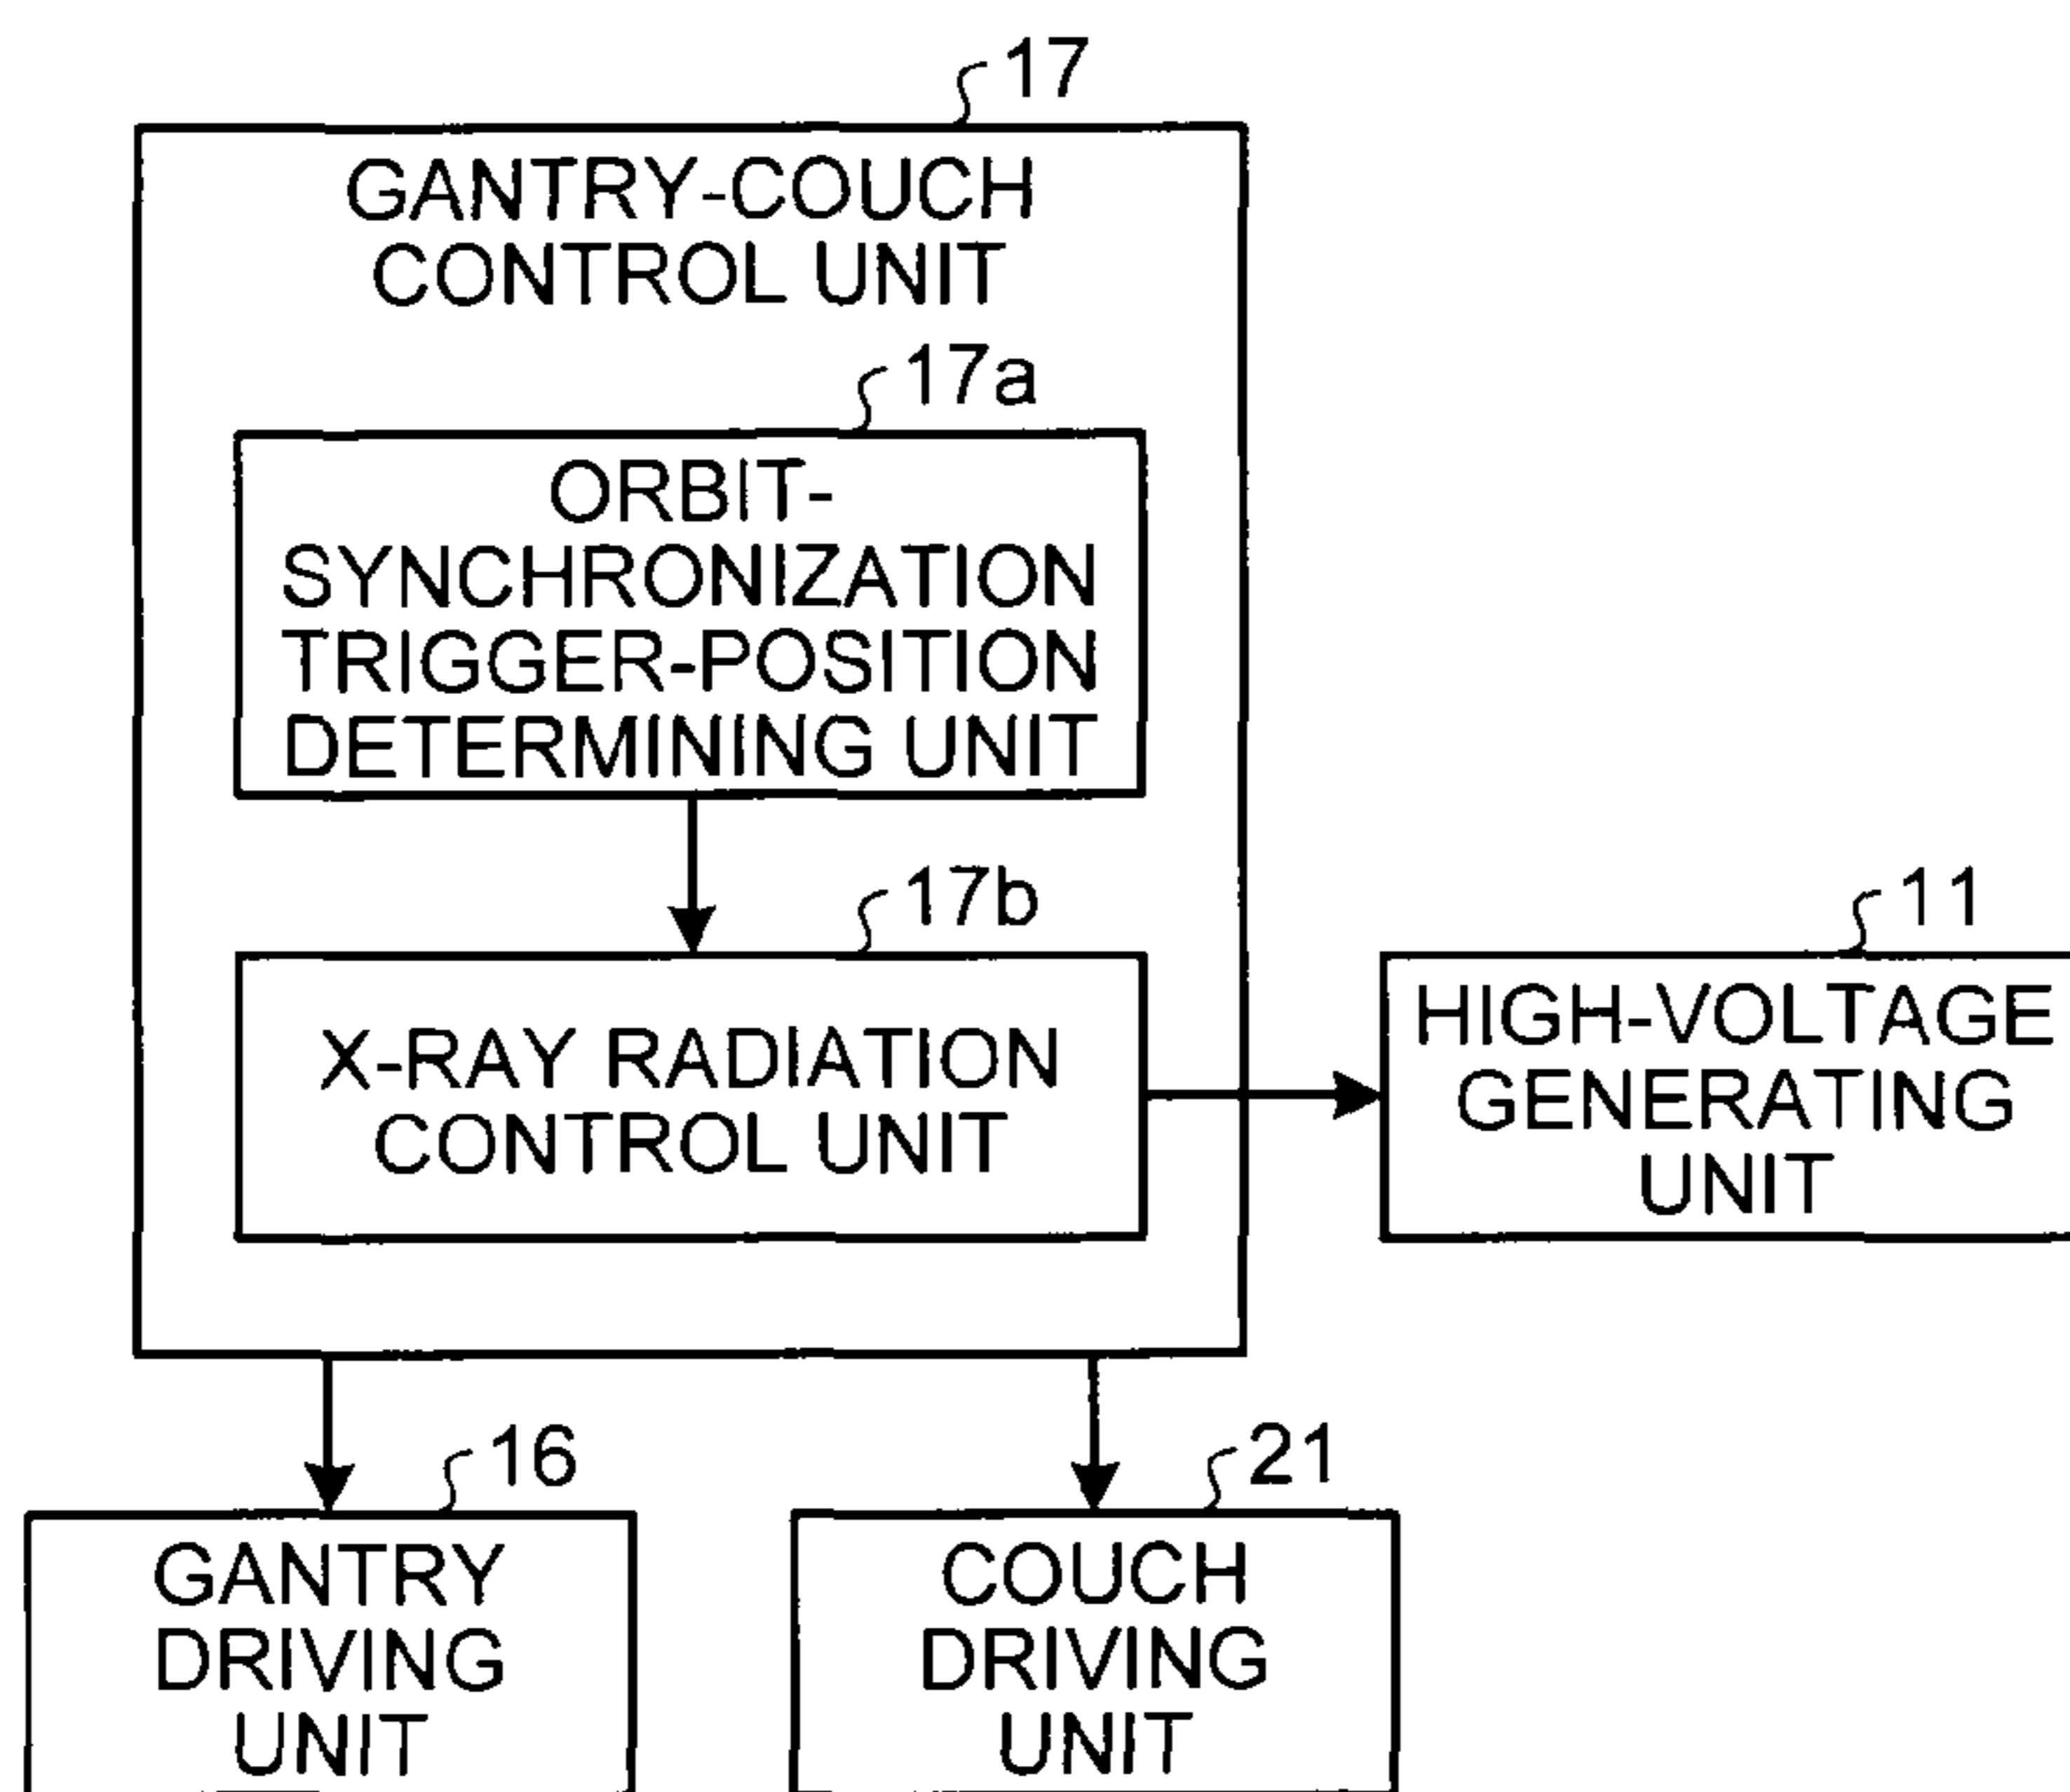 17
GANTRY-COUCH
CONTROL UNIT
17a
ORBIT-
SYNCHRONIZATION
TRIGGER-POSITION
DETERMINING UNIT
17b
X-RAY RADIATION
CONTROL UNIT
11
HIGH-VOLTAGE
GENERATING
UNIT
16
GANTRY
DRIVING
UNIT
21
COUCH
DRIVING
UNIT